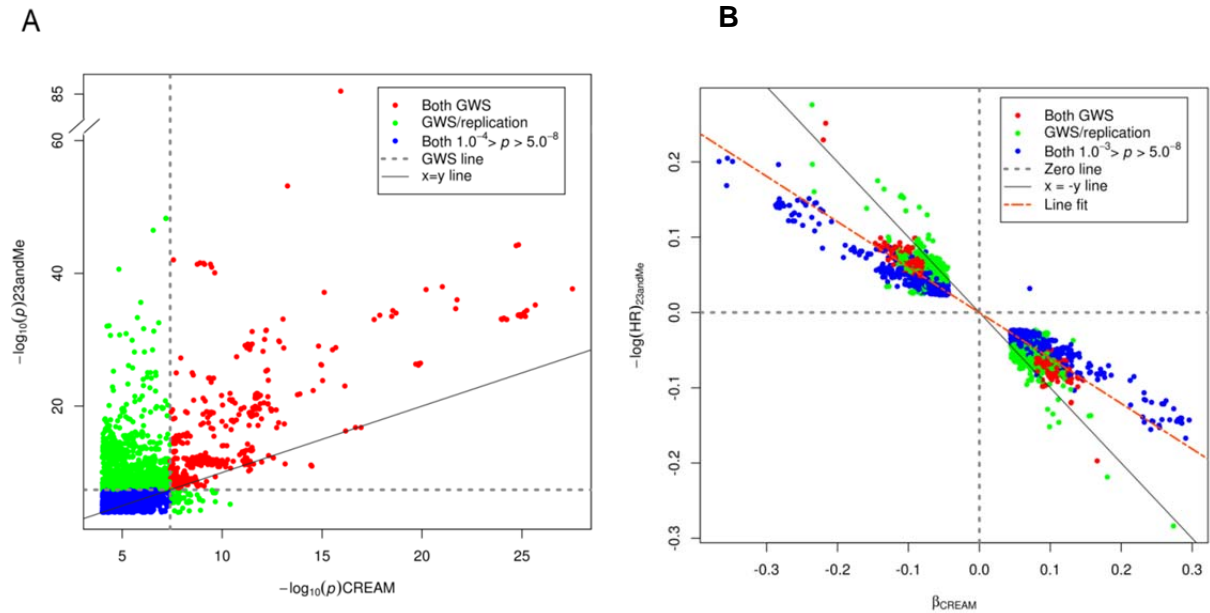 A
B
85
60
40
20
−log10(p)23andMe
Both GWS
GWS/replication
Both 1.0⁻⁴> p > 5.0⁻⁸
GWS line
x=y line
5
10
15
20
25
−log10(p)CREAM
0.2
0.1
0.0
-0.1
-0.2
-0.3
−log(HR)23andMe
Both GWS
GWS/replication
Both 1.0⁻³> p > 5.0⁻⁸
Zero line
x = -y line
Line fit
-0.3
-0.2
-0.1
0.0
0.1
0.2
0.3
βCREAM